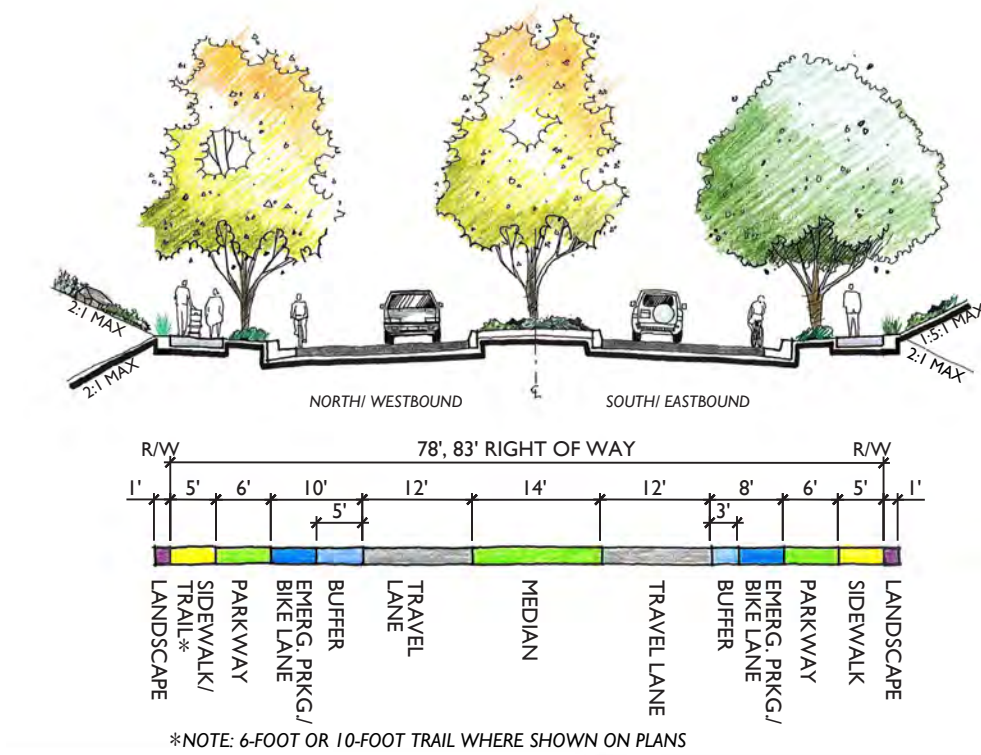 2:1 MAX
2:1 MAX
1:5:1 MAX
2:1 MAX
NORTH/ WESTBOUND
SOUTH/ EASTBOUND
R/W
78', 83' RIGHT OF WAY
R/W
1'
5'
6'
10'
12'
14'
12'
8'
6'
5'
1'
5'
3'
LANDSCAPE
SIDEWALK/
TRAIL*
PARKWAY
EMERG. PRKG./
BIKE LANE
BUFFER
TRAVEL
LANE
MEDIAN
TRAVEL LANE
BUFFER
EMERG. PRKG./
BIKE LANE
PARKWAY
SIDEWALK
LANDSCAPE
*NOTE: 6-FOOT OR 10-FOOT TRAIL WHERE SHOWN ON PLANS